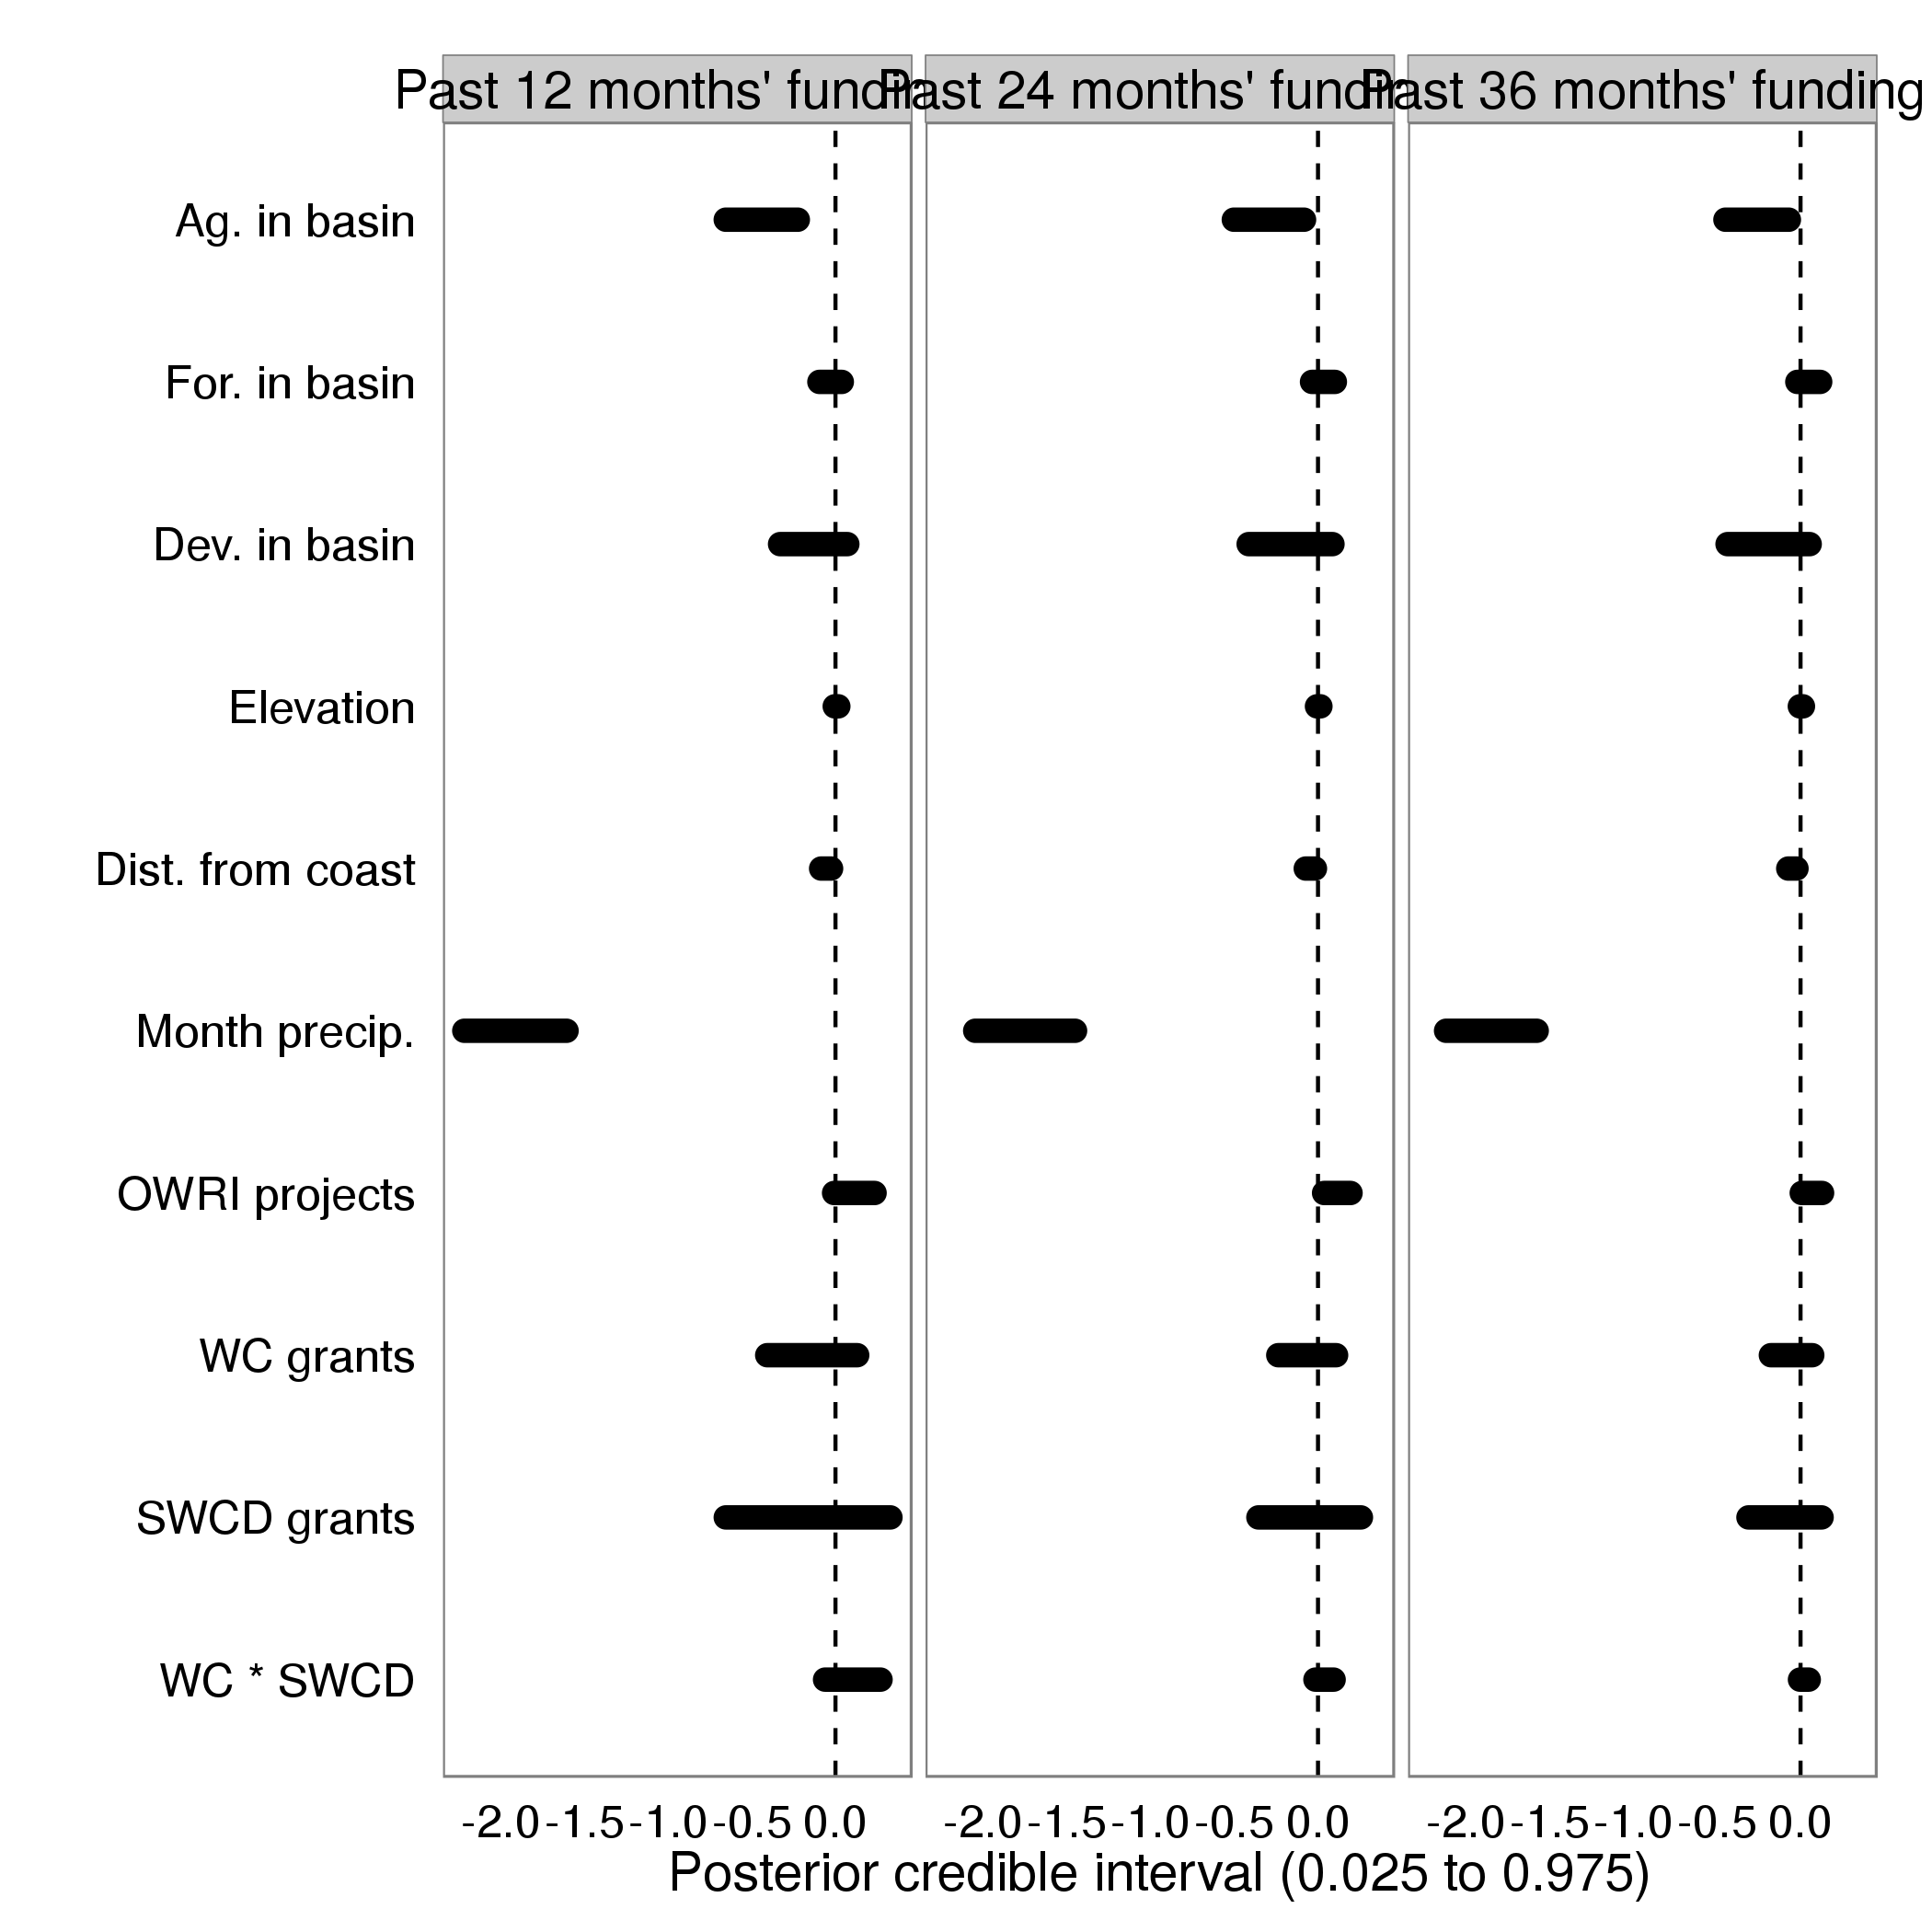 Past 12 months' fundin
Past 24 months' fundin
Past 36 months' funding
Ag. in basin
For. in basin
Dev. in basin
Elevation
Dist. from coast
Month precip.
OWRI projects
WC grants
SWCD grants
WC * SWCD
-2.0 -1.5 -1.0 -0.5 0.0 -2.0 -1.5 -1.0 -0.5 0.0 -2.0 -1.5 -1.0 -0.5 0.0
Posterior credible interval (0.025 to 0.975)